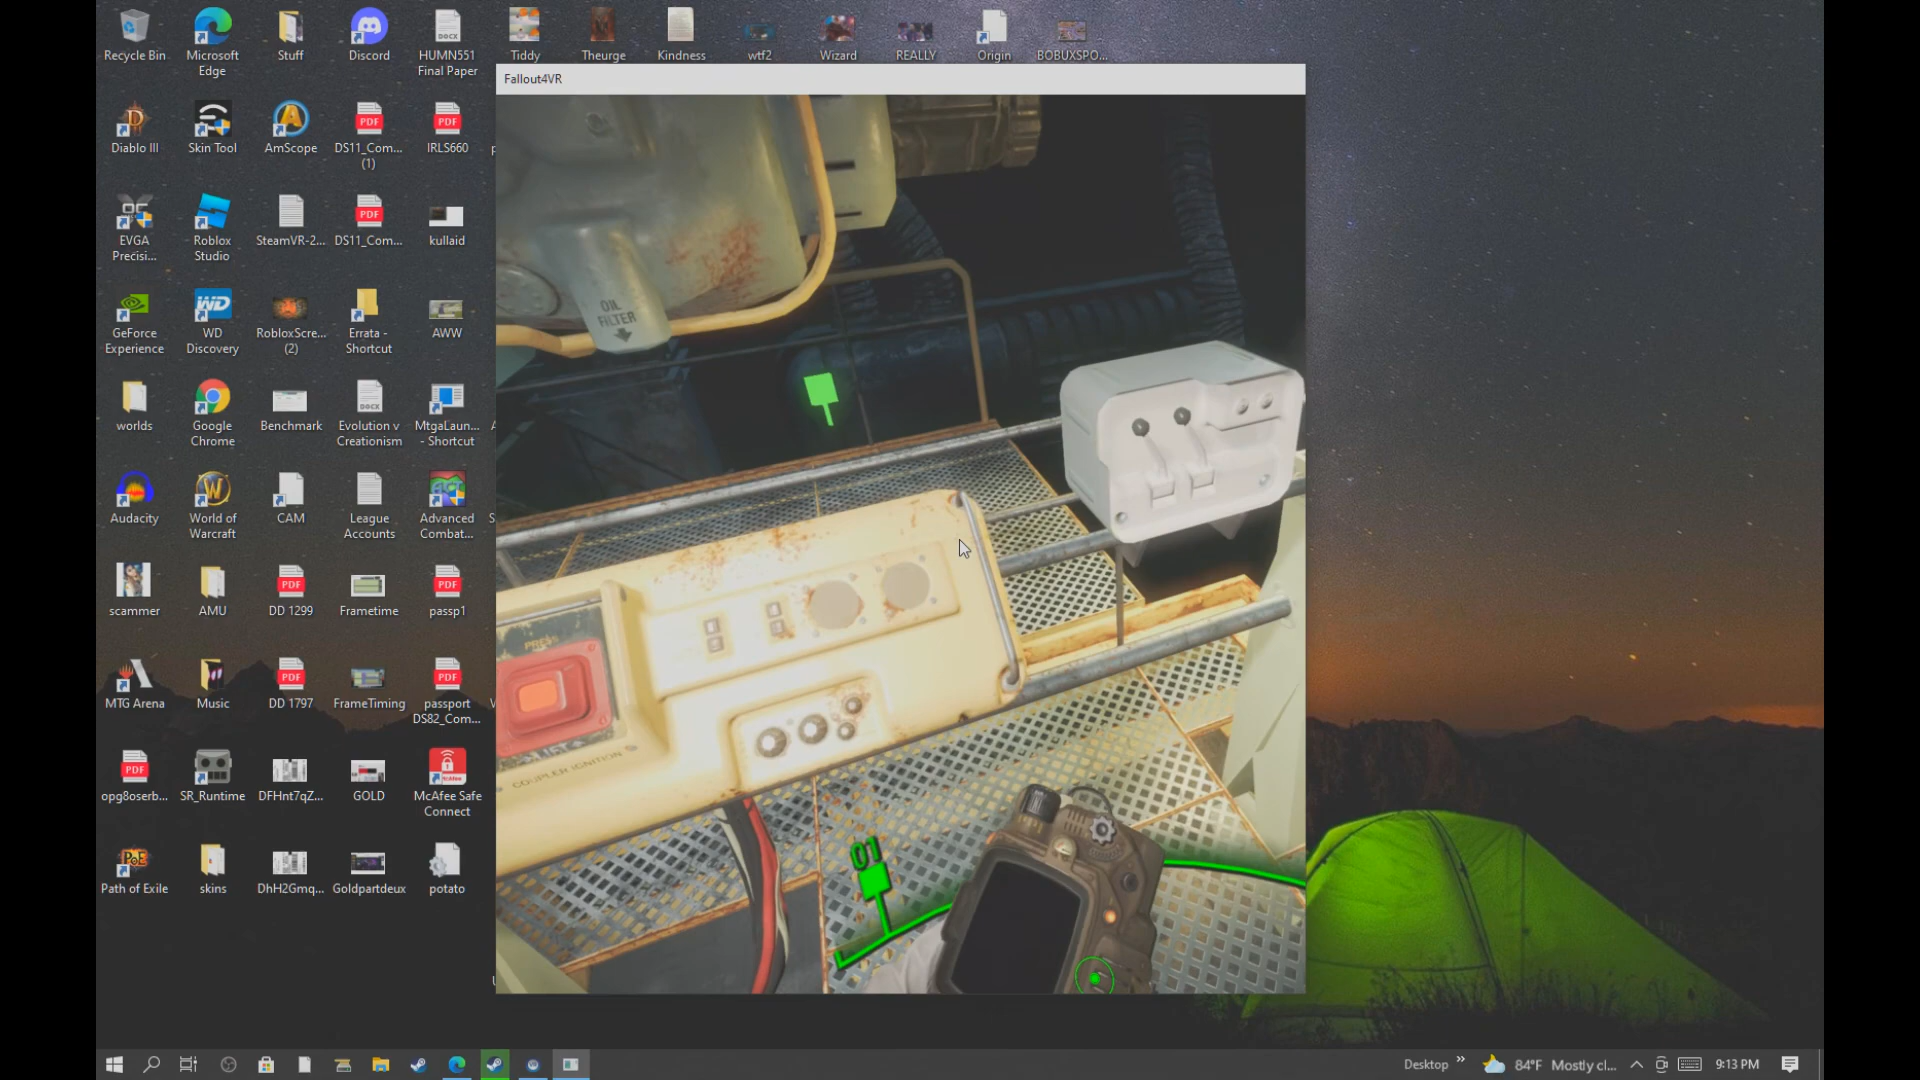 Recycle Bin
Microsoft
Edge
Stuff
Discord
HUMN551
Final Paper
Tiddy
Theurge
Kindness
wtf2
Wizard
REALLY
Origin
BOBUXSPO...
Fallout4VR
Diablo III
Skin Tool
AmScope
DS11_Com...
(1)
IRLS660
EVGA
Precisi...
Roblox
Studio
SteamVR-2...
DS11_Com...
kullaid
GeForce
Experience
WD
Discovery
RobloxScre...
(2)
Errata -
Shortcut
AWW
worlds
Google
Chrome
Benchmark
Evolution v
Creationism
MtgaLaun...
- Shortcut
Audacity
World of
Warcraft
CAM
League
Accounts
Advanced
Combat...
scammer
AMU
DD 1299
Frametime
passp1
MTG Arena
Music
DD 1797
FrameTiming
passport
DS82_Com...
opg8oserb...
SR_Runtime
DFHnt7qZ...
GOLD
McAfee Safe
Connect
Path of Exile
skins
DhH2Gmq...
Goldpartdeux
potato
OIL
FILTER
PRESS
COUPLER IGNITION
01
Desktop
84°F Mostly cl...
9:13 PM